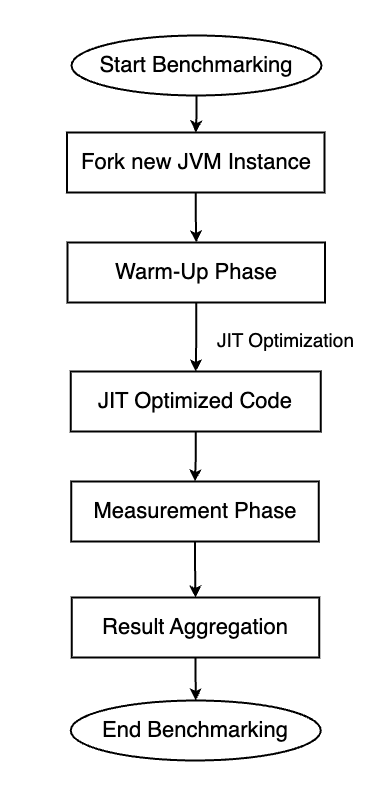 Start Benchmarking
Fork new JVM Instance
Warm-Up Phase
JIT Optimization
JIT Optimized Code
Measurement Phase
Result Aggregation
End Benchmarking